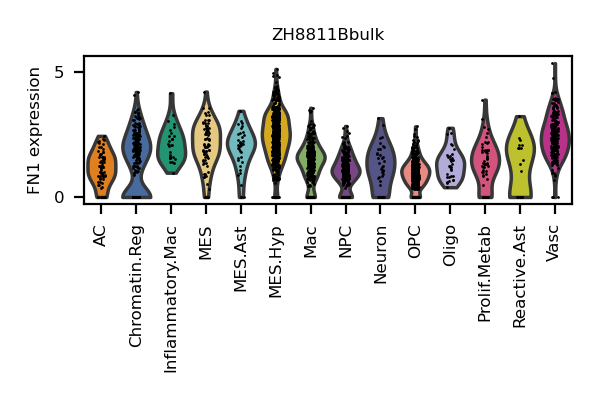 ZH8811Bbulk
FN1 expression
5
0
AC
Chromatin.Reg
Inflammatory.Mac
MES
MES.Ast
MES.Hyp
Mac
NPC
Neuron
OPC
Oligo
Prolif.Metab
Reactive.Ast
Vasc